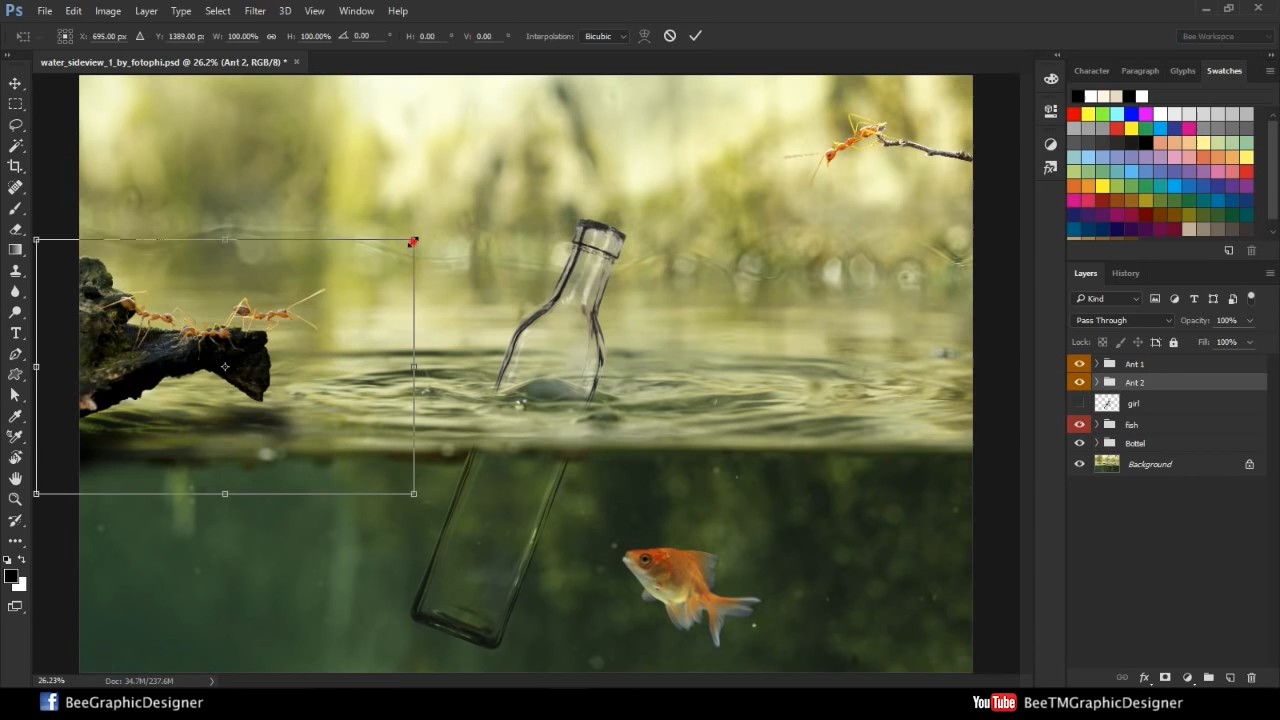 Ps File Edit Image Layer Type Select Filter 3D View Window Help
X: 695.00 px Y: 1389.00 px W: 100.00% H: 100.00% 0.00 ° H: 0.00 ° V: 0.00 ° Interpolation: Bicubic Bee Workspce
water_sideview_1_by_fotophi.psd @ 26.2% (Ant 2, RGB/8) * ×
Character Paragraph Glyphs Swatches
Layers History
Kind
Pass Through Opacity: 100%
Lock: Fill: 100%
Ant 1
Ant 2
girl
fish
Bottel
Background
26.23% Doc: 34.7M/237.6M
f BeeGraphicDesigner
YouTube BeeTMGraphicDesigner